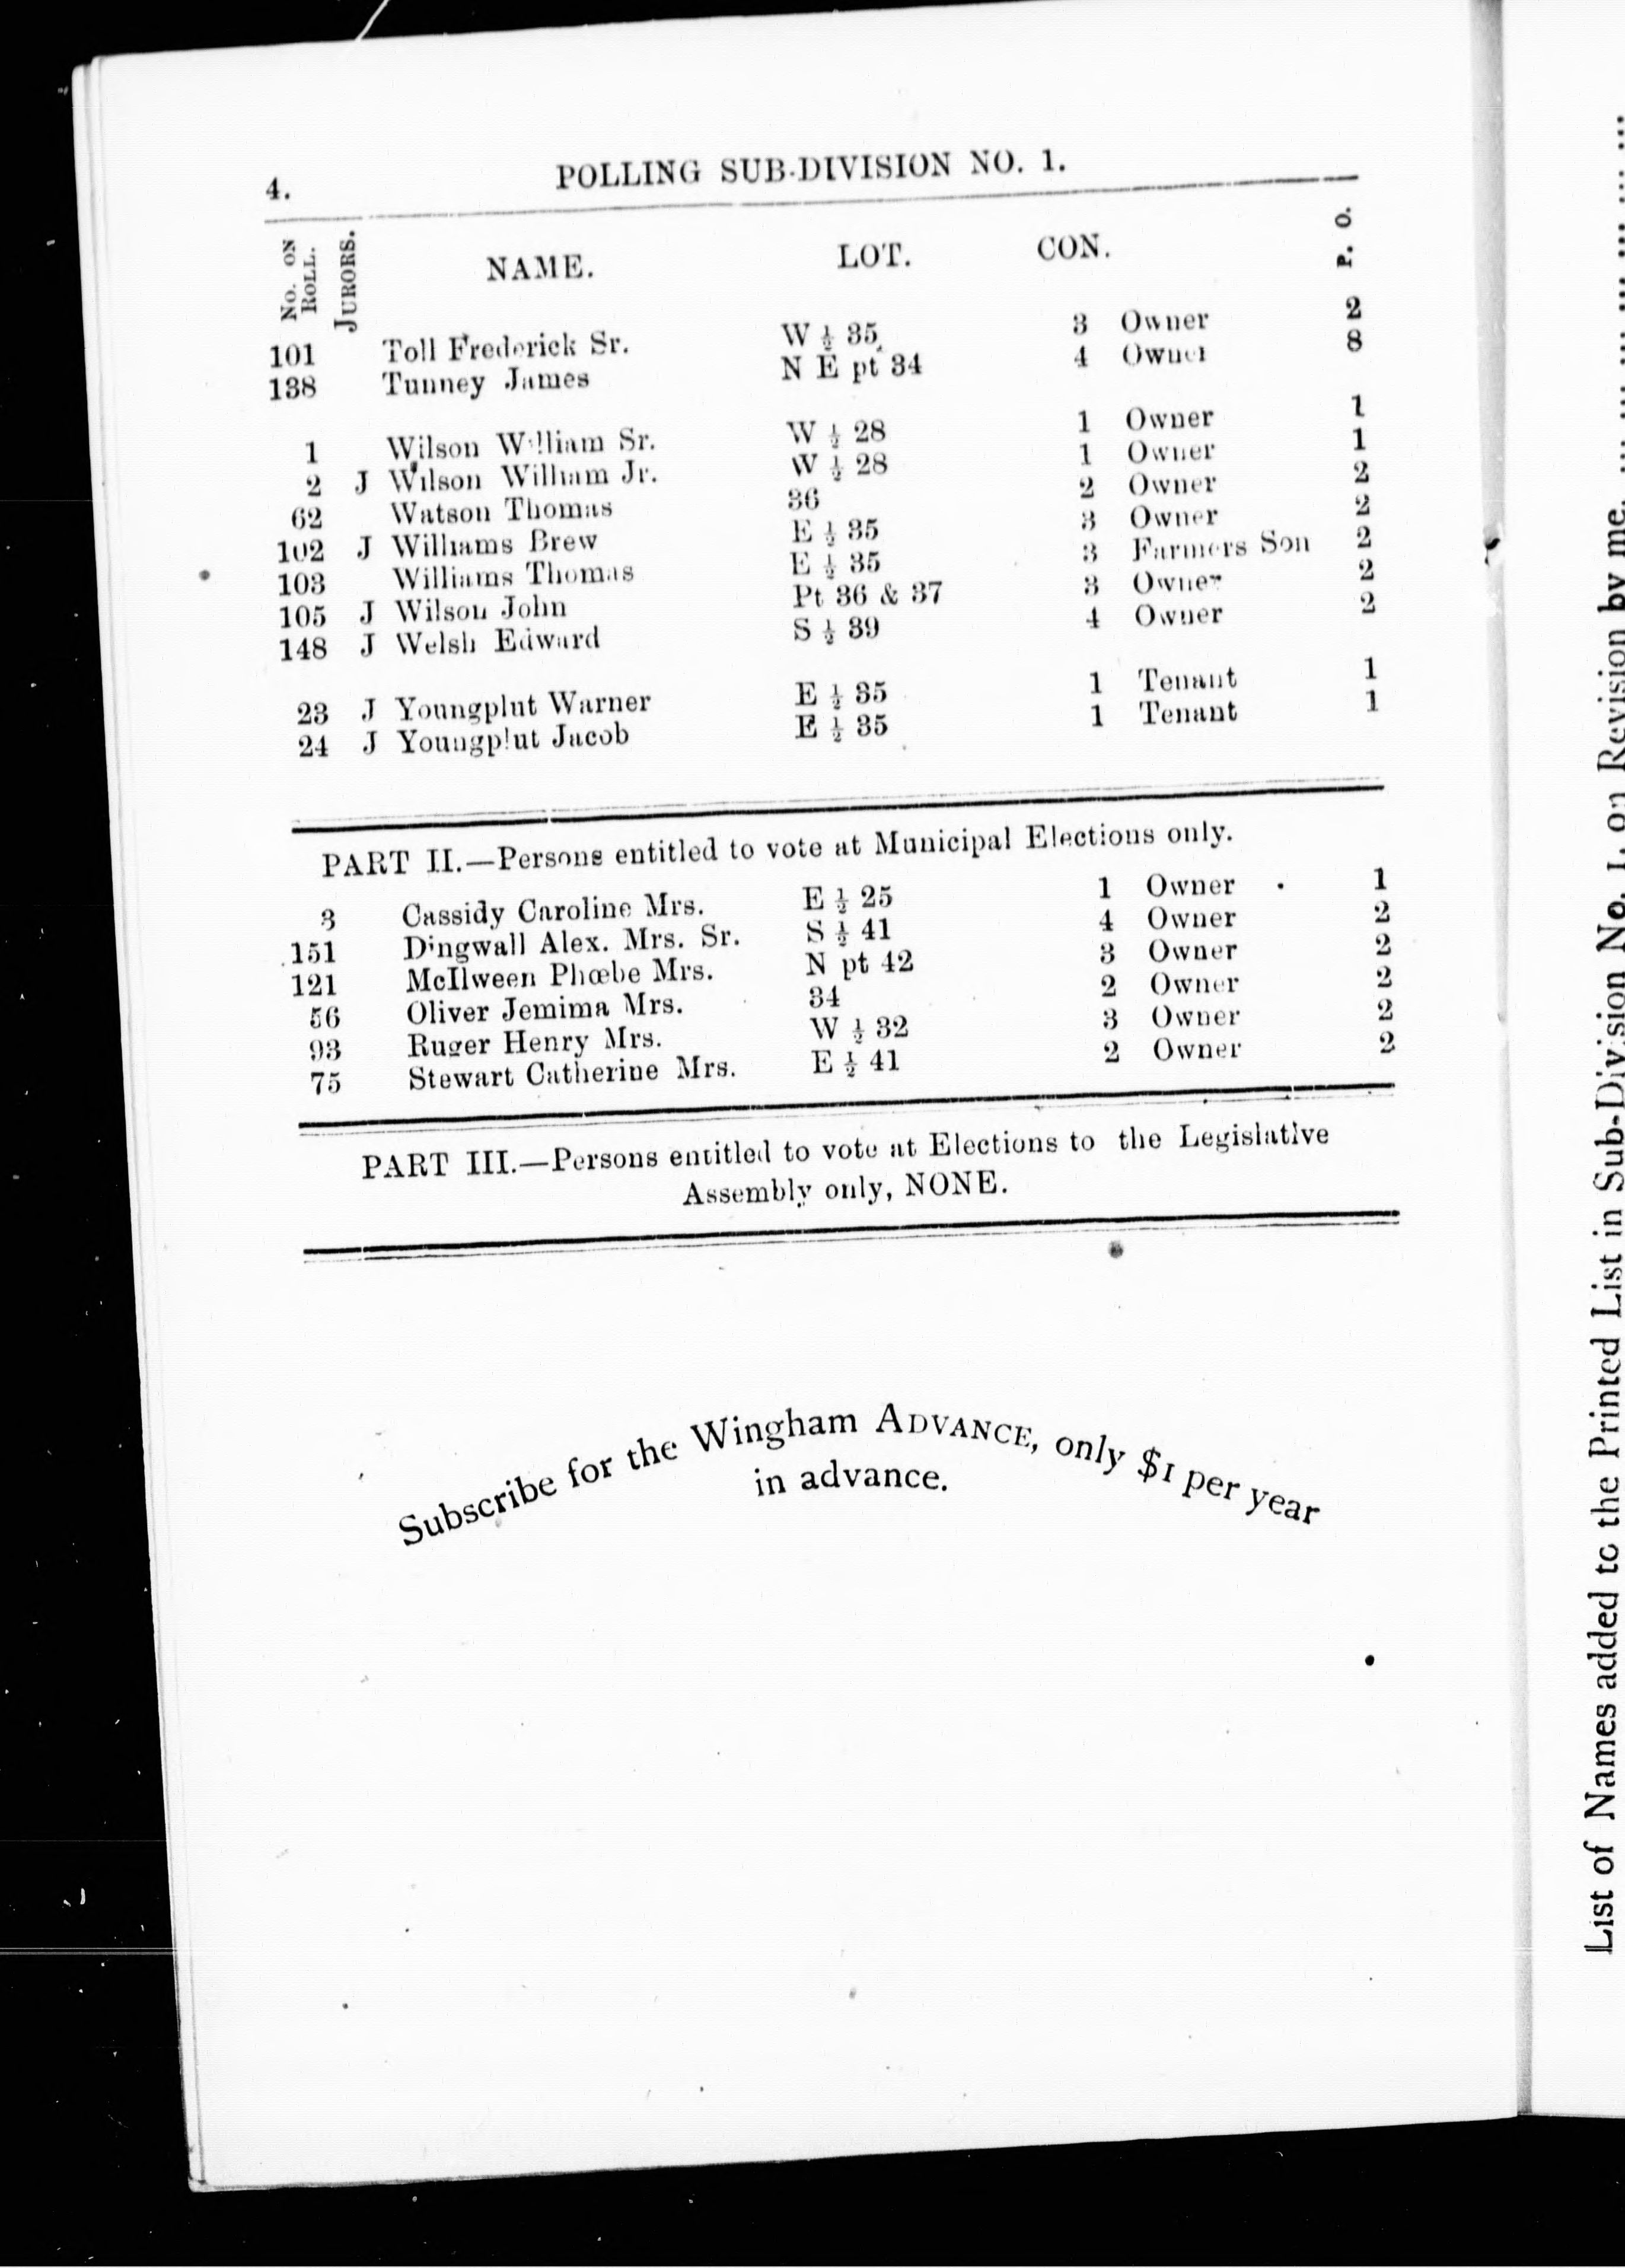 4. POLLING SUB-DIVISION NO. 1.
No. ON ROLL. JURORS. NAME. LOT. CON. P. O.
101 Toll Frederick Sr. W ½ 35 3 Owner 2
138 Tunney James N E pt 34 4 Owner 8
1 Wilson William Sr. W ½ 28 1 Owner 1
2 J Wilson William Jr. W ½ 28 1 Owner 1
62 Watson Thomas 36 2 Owner 2
102 J Williams Brew E ½ 35 3 Owner 2
103 Williams Thomas E ½ 35 3 Farmers Son 2
105 J Wilson John Pt 36 & 37 3 Owner 2
148 J Welsh Edward S ½ 39 4 Owner 2
23 J Youngplut Warner E ½ 35 1 Tenant 1
24 J Youngplut Jacob E ½ 35 1 Tenant 1
PART II.—Persons entitled to vote at Municipal Elections only.
3 Cassidy Caroline Mrs. E ½ 25 1 Owner 1
151 Dingwall Alex. Mrs. Sr. S ½ 41 4 Owner 2
121 McIlween Phœbe Mrs. N pt 42 3 Owner 2
56 Oliver Jemima Mrs. 34 2 Owner 2
93 Ruger Henry Mrs. W ½ 32 3 Owner 2
75 Stewart Catherine Mrs. E ½ 41 2 Owner 2
PART III.—Persons entitled to vote at Elections to the Legislative
Assembly only, NONE.
Subscribe for the Wingham ADVANCE, only $1 per year
in advance.
List of Names added to the Printed List in Sub-Division No. 1, on Revision by me.